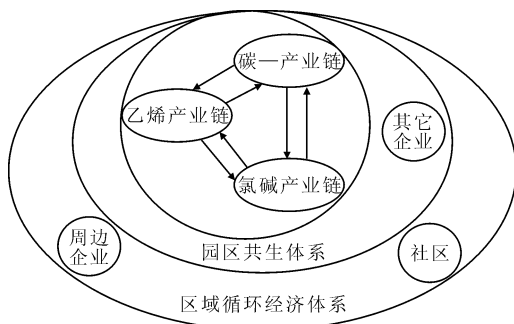 碳一产业链
乙烯产业链
其它
企业
氯碱产业链
周边
企业
园区共生体系
社区
区域循环经济体系